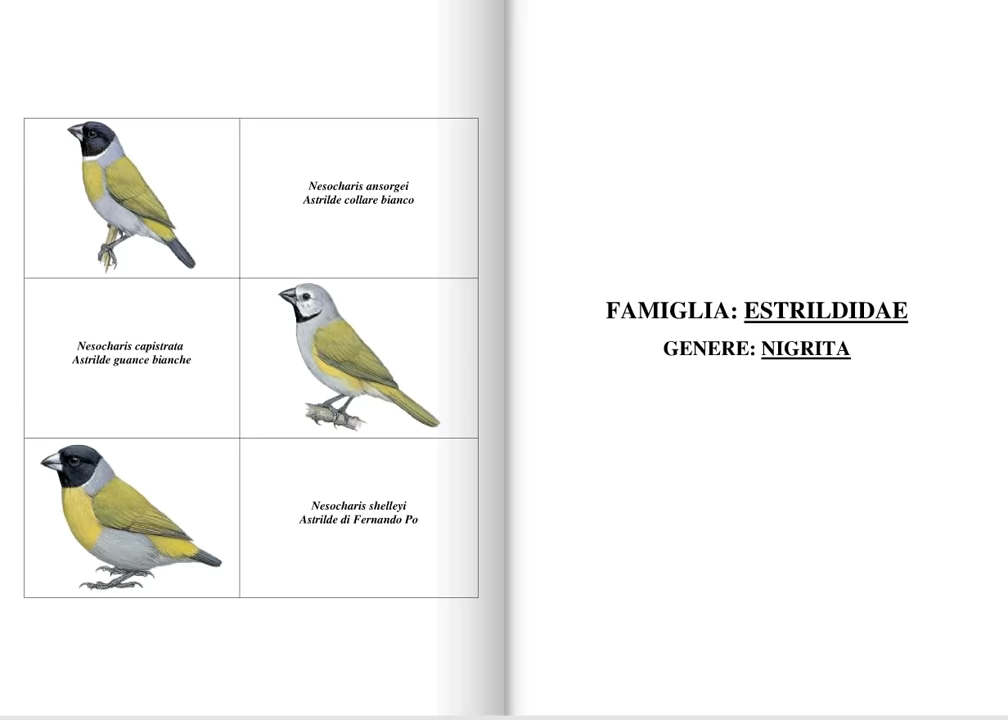 Nesocharis ansorgei
Astrilde collare bianco
Nesocharis capistrata
Astrilde guance bianche
Nesocharis shelleyi
Astrilde di Fernando Po
FAMIGLIA: ESTRILDIDAE
GENERE: NIGRITA